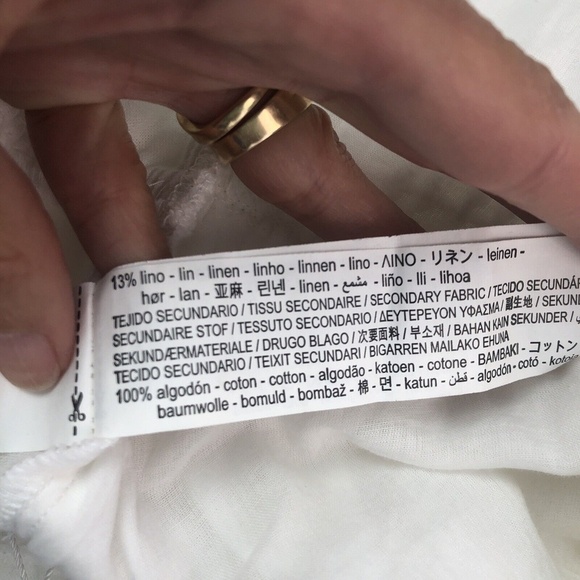 13% lino - lin - linen - linho - linnen - lino - ΛΙΝΟ - リネン - leinen -
hør - lan - 亚麻 - 린넨 - linen - مشمع - liño - lli - lihoa
TEJIDO SECUNDARIO / TISSU SECONDAIRE / SECONDARY FABRIC / TECIDO
SECUNDAIRE STOF / TESSUTO SECONDARIO / ΔΕΥΤΕΡΕΥΟΝ ΥΦΑΣΜΑ / 副生地 /
SEKUNDÆRMATERIALE / DRUGO BLAGO / 次要面料 / 부소재 / BAHAN KAIN SEKUNDER /
TECIDO SECUNDARIO / TEIXIT SECUNDARI / BIGARREN MAILAKO EHUNA
100% algodón - coton - cotton - algodão - katoen - cotone - ΒΑΜΒΑΚΙ - コットン
baumwolle - bomuld - bombaž - 棉 - 면 - katun - قطن - algodón - cotó -